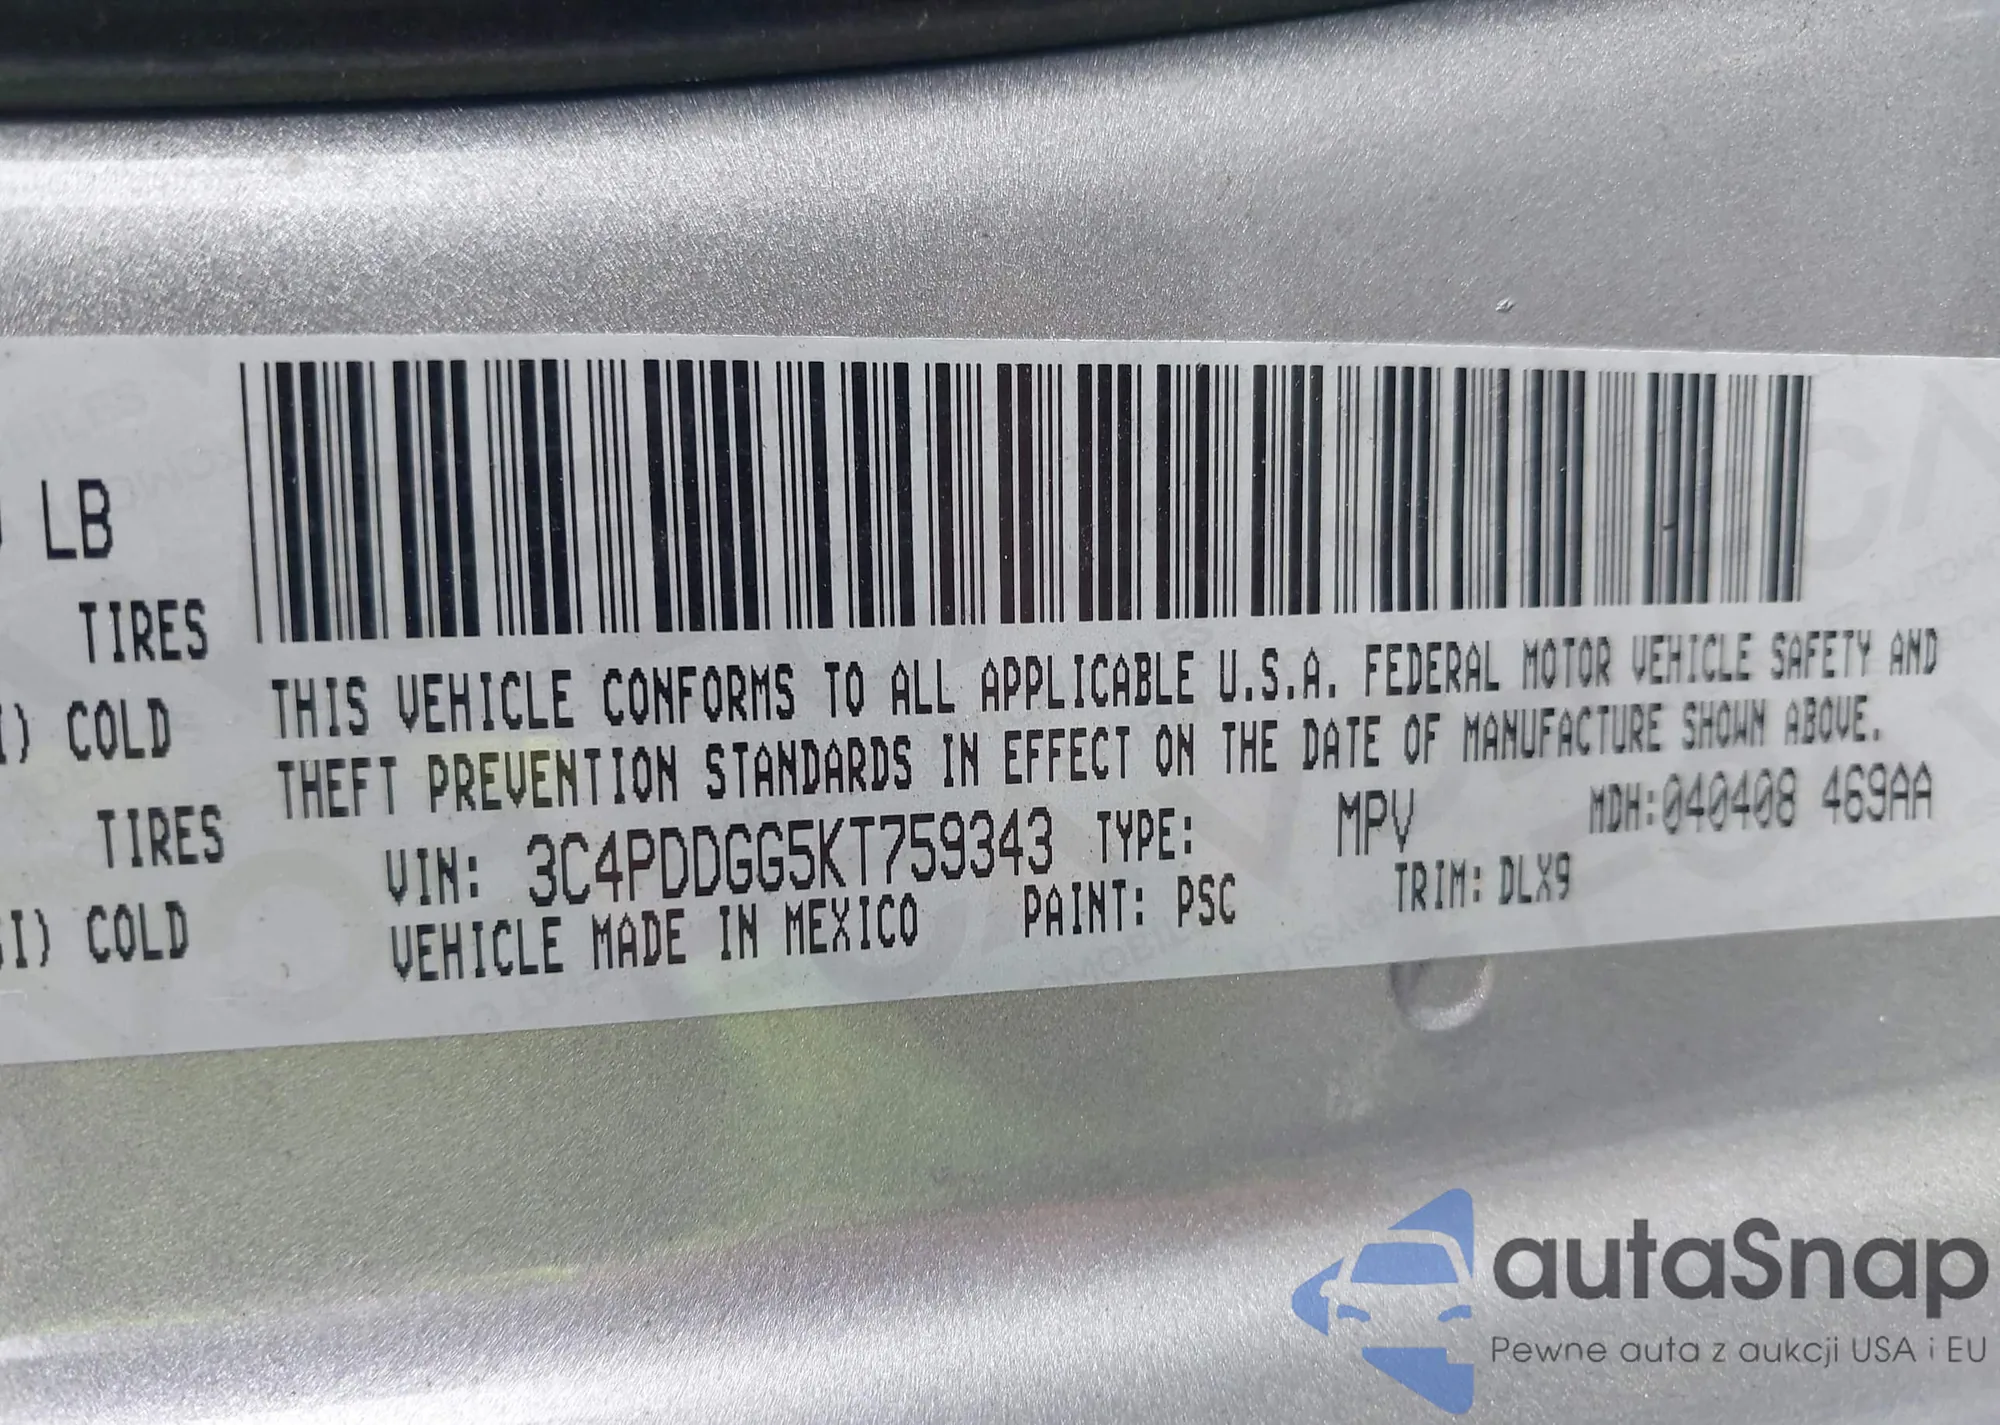 LB
TIRES
COLD
TIRES
COLD
THIS VEHICLE CONFORMS TO ALL APPLICABLE U.S.A. FEDERAL MOTOR VEHICLE SAFETY AND
THEFT PREVENTION STANDARDS IN EFFECT ON THE DATE OF MANUFACTURE SHOWN ABOVE.
VIN: 3C4PDDGG5KT759343 TYPE: MPV MDH:040408 469AA
VEHICLE MADE IN MEXICO PAINT: PSC TRIM: DLX9
autaSnap
Pewne auta z aukcji USA i EU